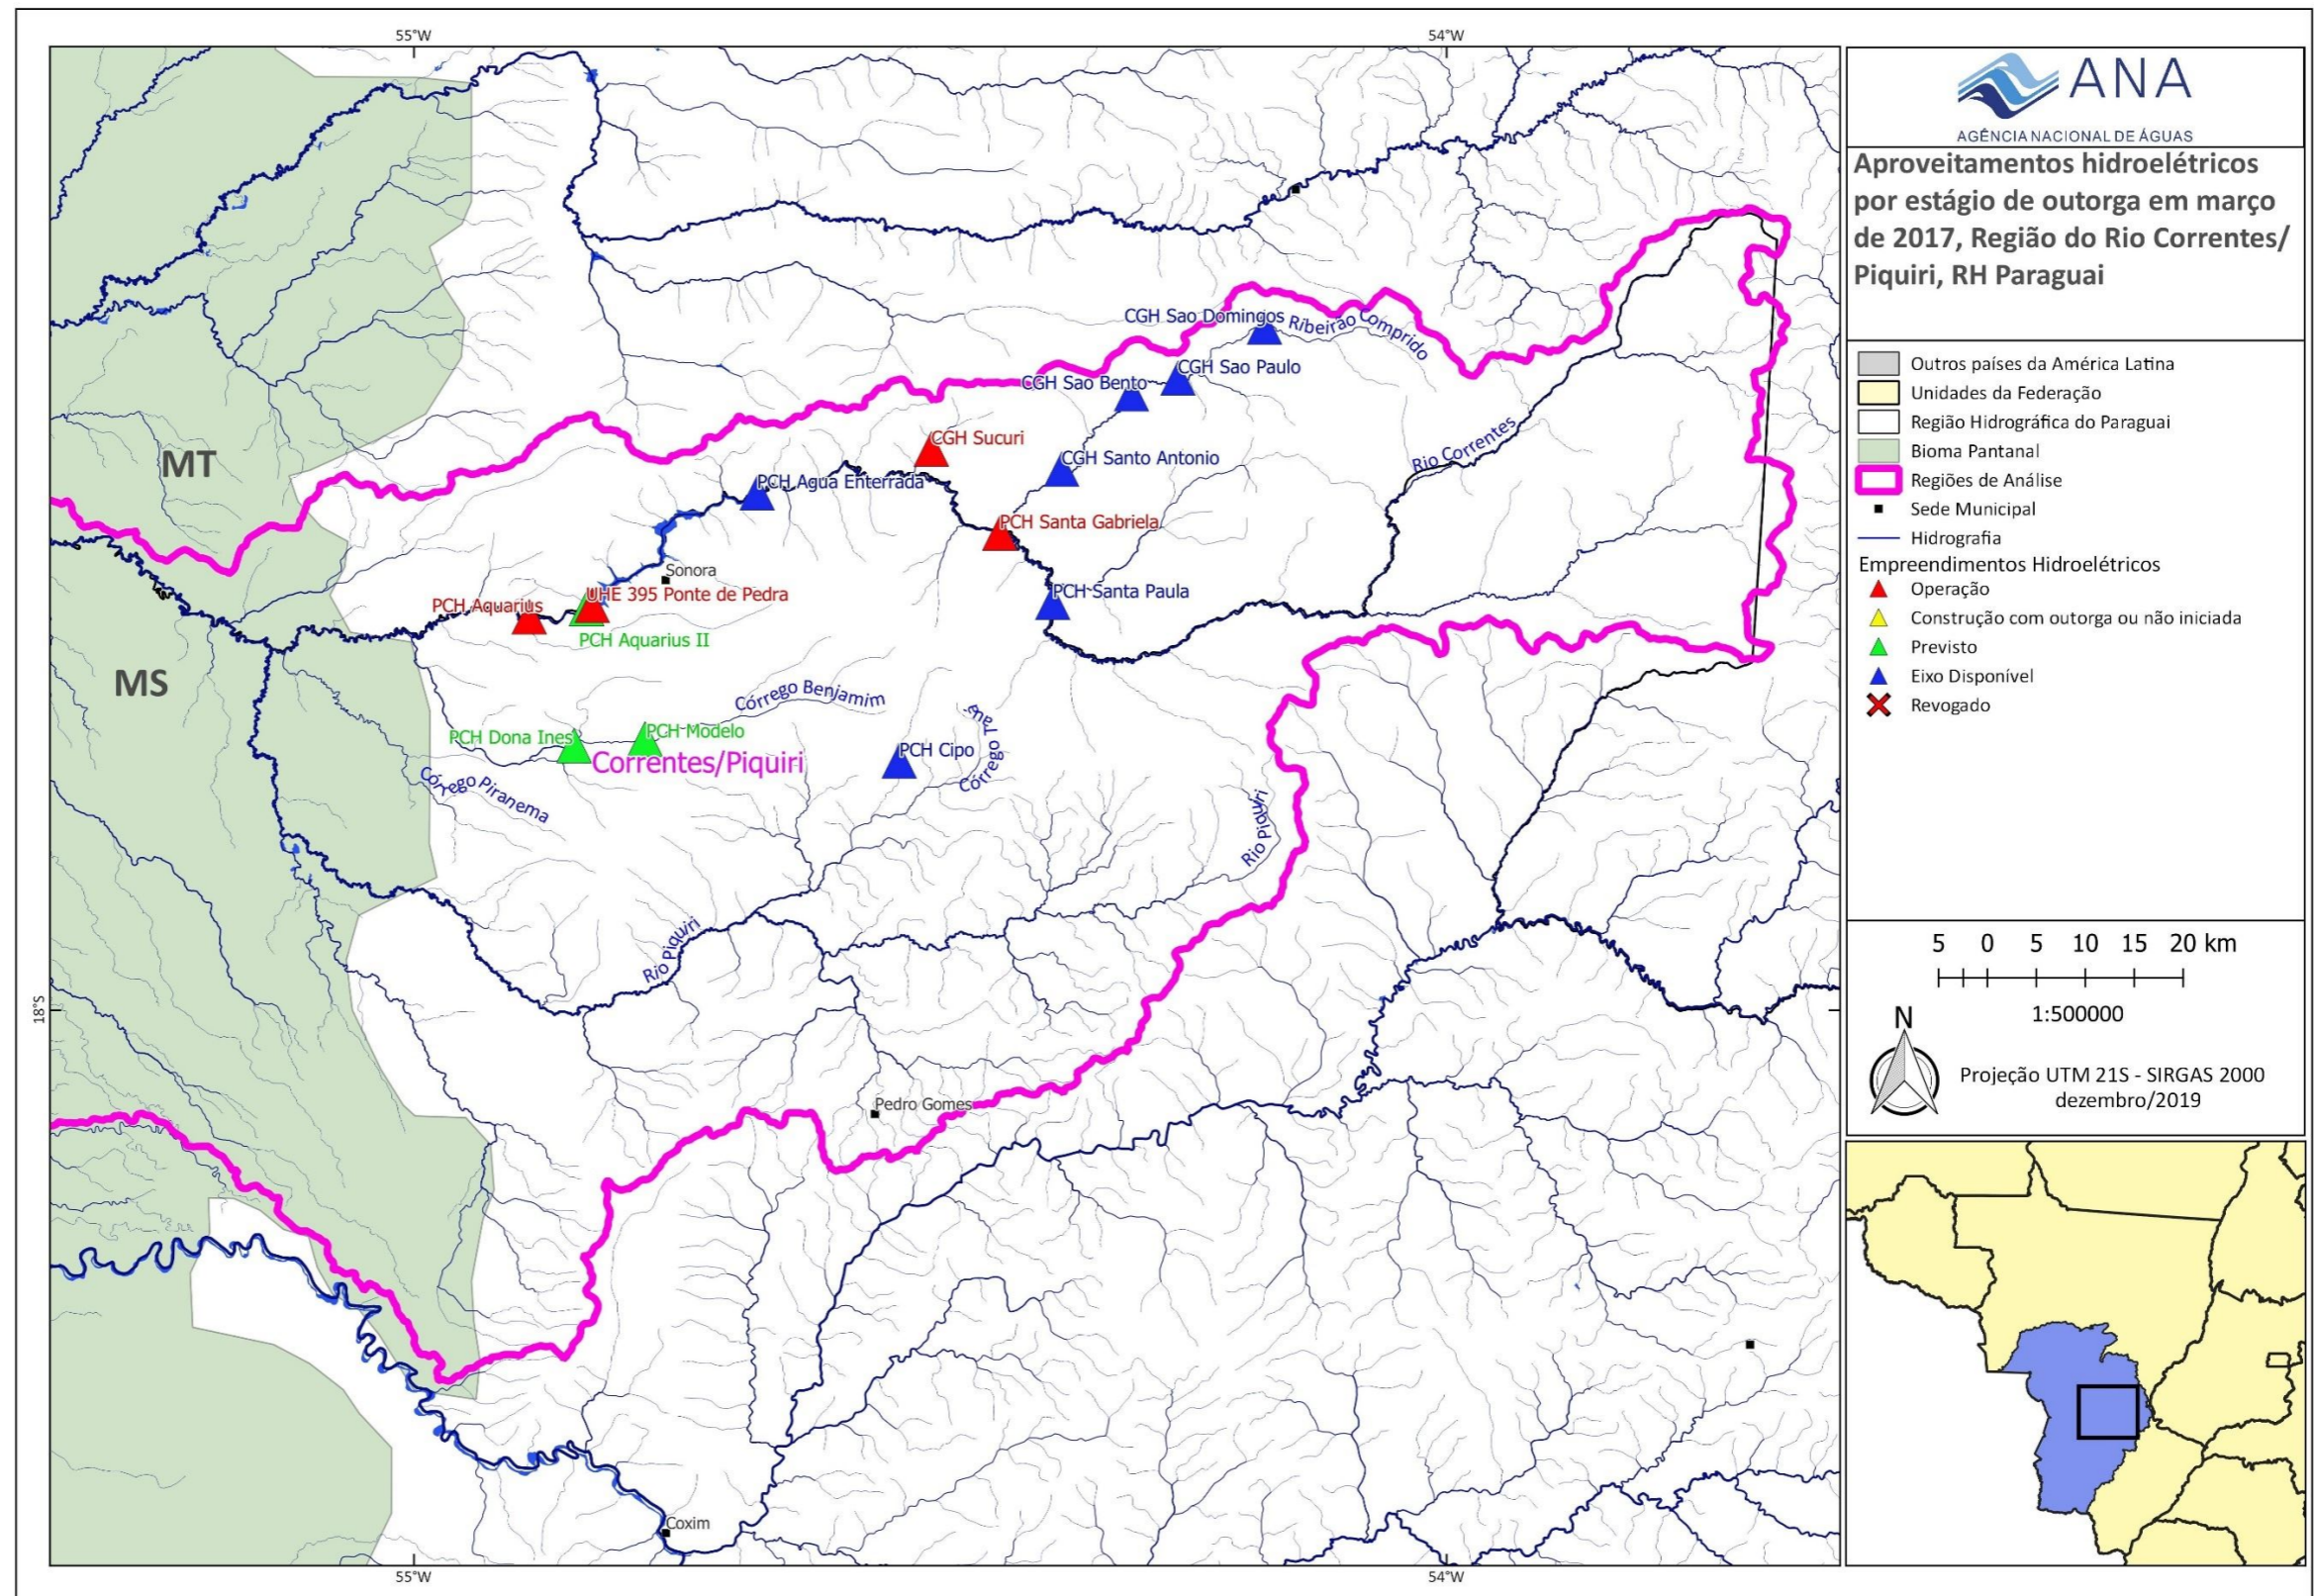 55°W
54°W
ANA
AGÊNCIA NACIONAL DE ÁGUAS
Aproveitamentos hidroelétricos
por estágio de outorga em março
de 2017, Região do Rio Correntes/
Piquiri, RH Paraguai
Outros países da América Latina
Unidades da Federação
Região Hidrográfica do Paraguai
Bioma Pantanal
Regiões de Análise
Sede Municipal
Hidrografia
Empreendimentos Hidroelétricos
Operação
Construção com outorga ou não iniciada
Previsto
Eixo Disponível
Revogado
5 0 5 10 15 20 km
1:500000
N
Projeção UTM 21S - SIRGAS 2000
dezembro/2019
CGH Sao Domingos
Ribeirão Comprido
CGH Sao Paulo
CGH Sao Bento
CGH Sucuri
Rio Correntes
CGH Santo Antonio
MT
PCH Agua Enterrada
PCH Santa Gabriela
Sonora
UHE 395 Ponte de Pedra
PCH Santa Paula
PCH Aquarius
PCH Aquarius II
MS
Córrego Benjamim
Córrego Taue
PCH Dona Ines
PCH Modelo
PCH Cipo
Correntes/Piquiri
Córrego Piranema
Rio Piquiri
Rio Piquiri
18°S
Pedro Gomes
Coxim
55°W
54°W